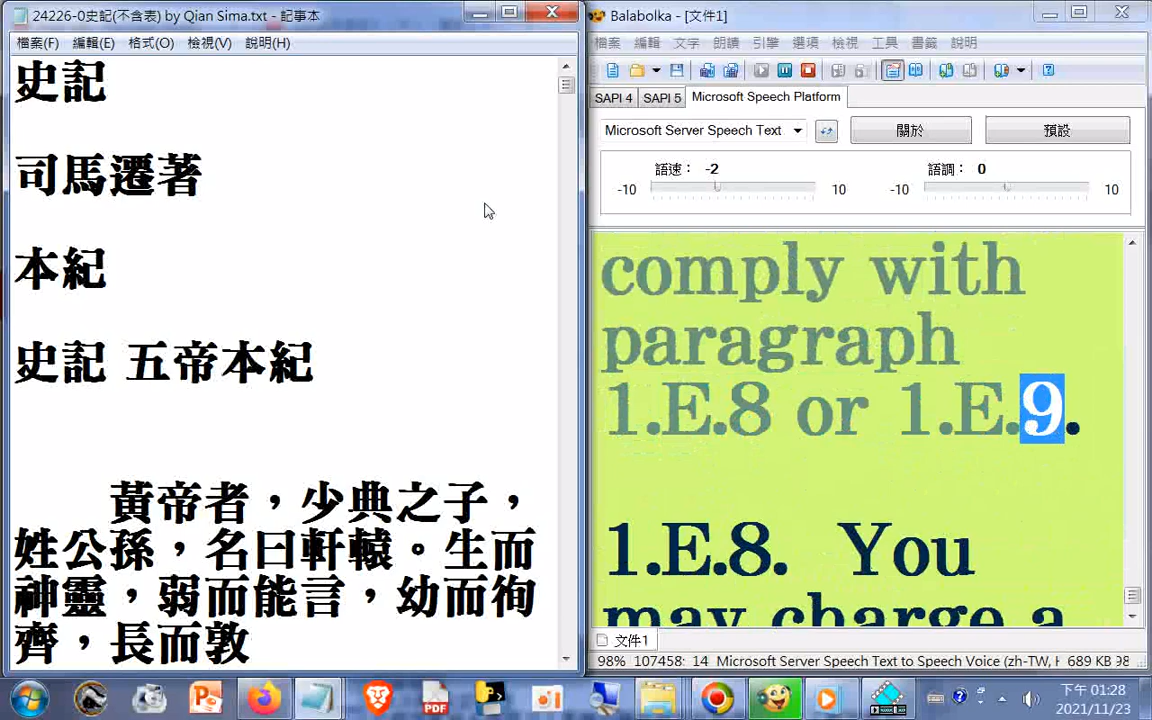 24226-0史記(不含表) by Qian Sima.txt - 記事本
檔案(F) 編輯(E) 格式(O) 檢視(V) 說明(H)
史記
司馬遷著
本紀
史記 五帝本紀
黃帝者，少典之子，
姓公孫，名曰軒轅。生而
神靈，弱而能言，幼而徇
齊，長而敦
Balabolka - [文件1]
檔案 編輯 文字 朗讀 引擎 選項 檢視 工具 書籤 說明
SAPI 4 SAPI 5 Microsoft Speech Platform
Microsoft Server Speech Text 關於 預設
語速： -2 語調： 0
-10 10 -10 10
comply with
paragraph
1.E.8 or 1.E.9.
1.E.8. You
may charge a
文件1
98% 107458: 14 Microsoft Server Speech Text to Speech Voice (zh-TW, H 689 KB 98
PDF
下午 01:28
2021/11/23